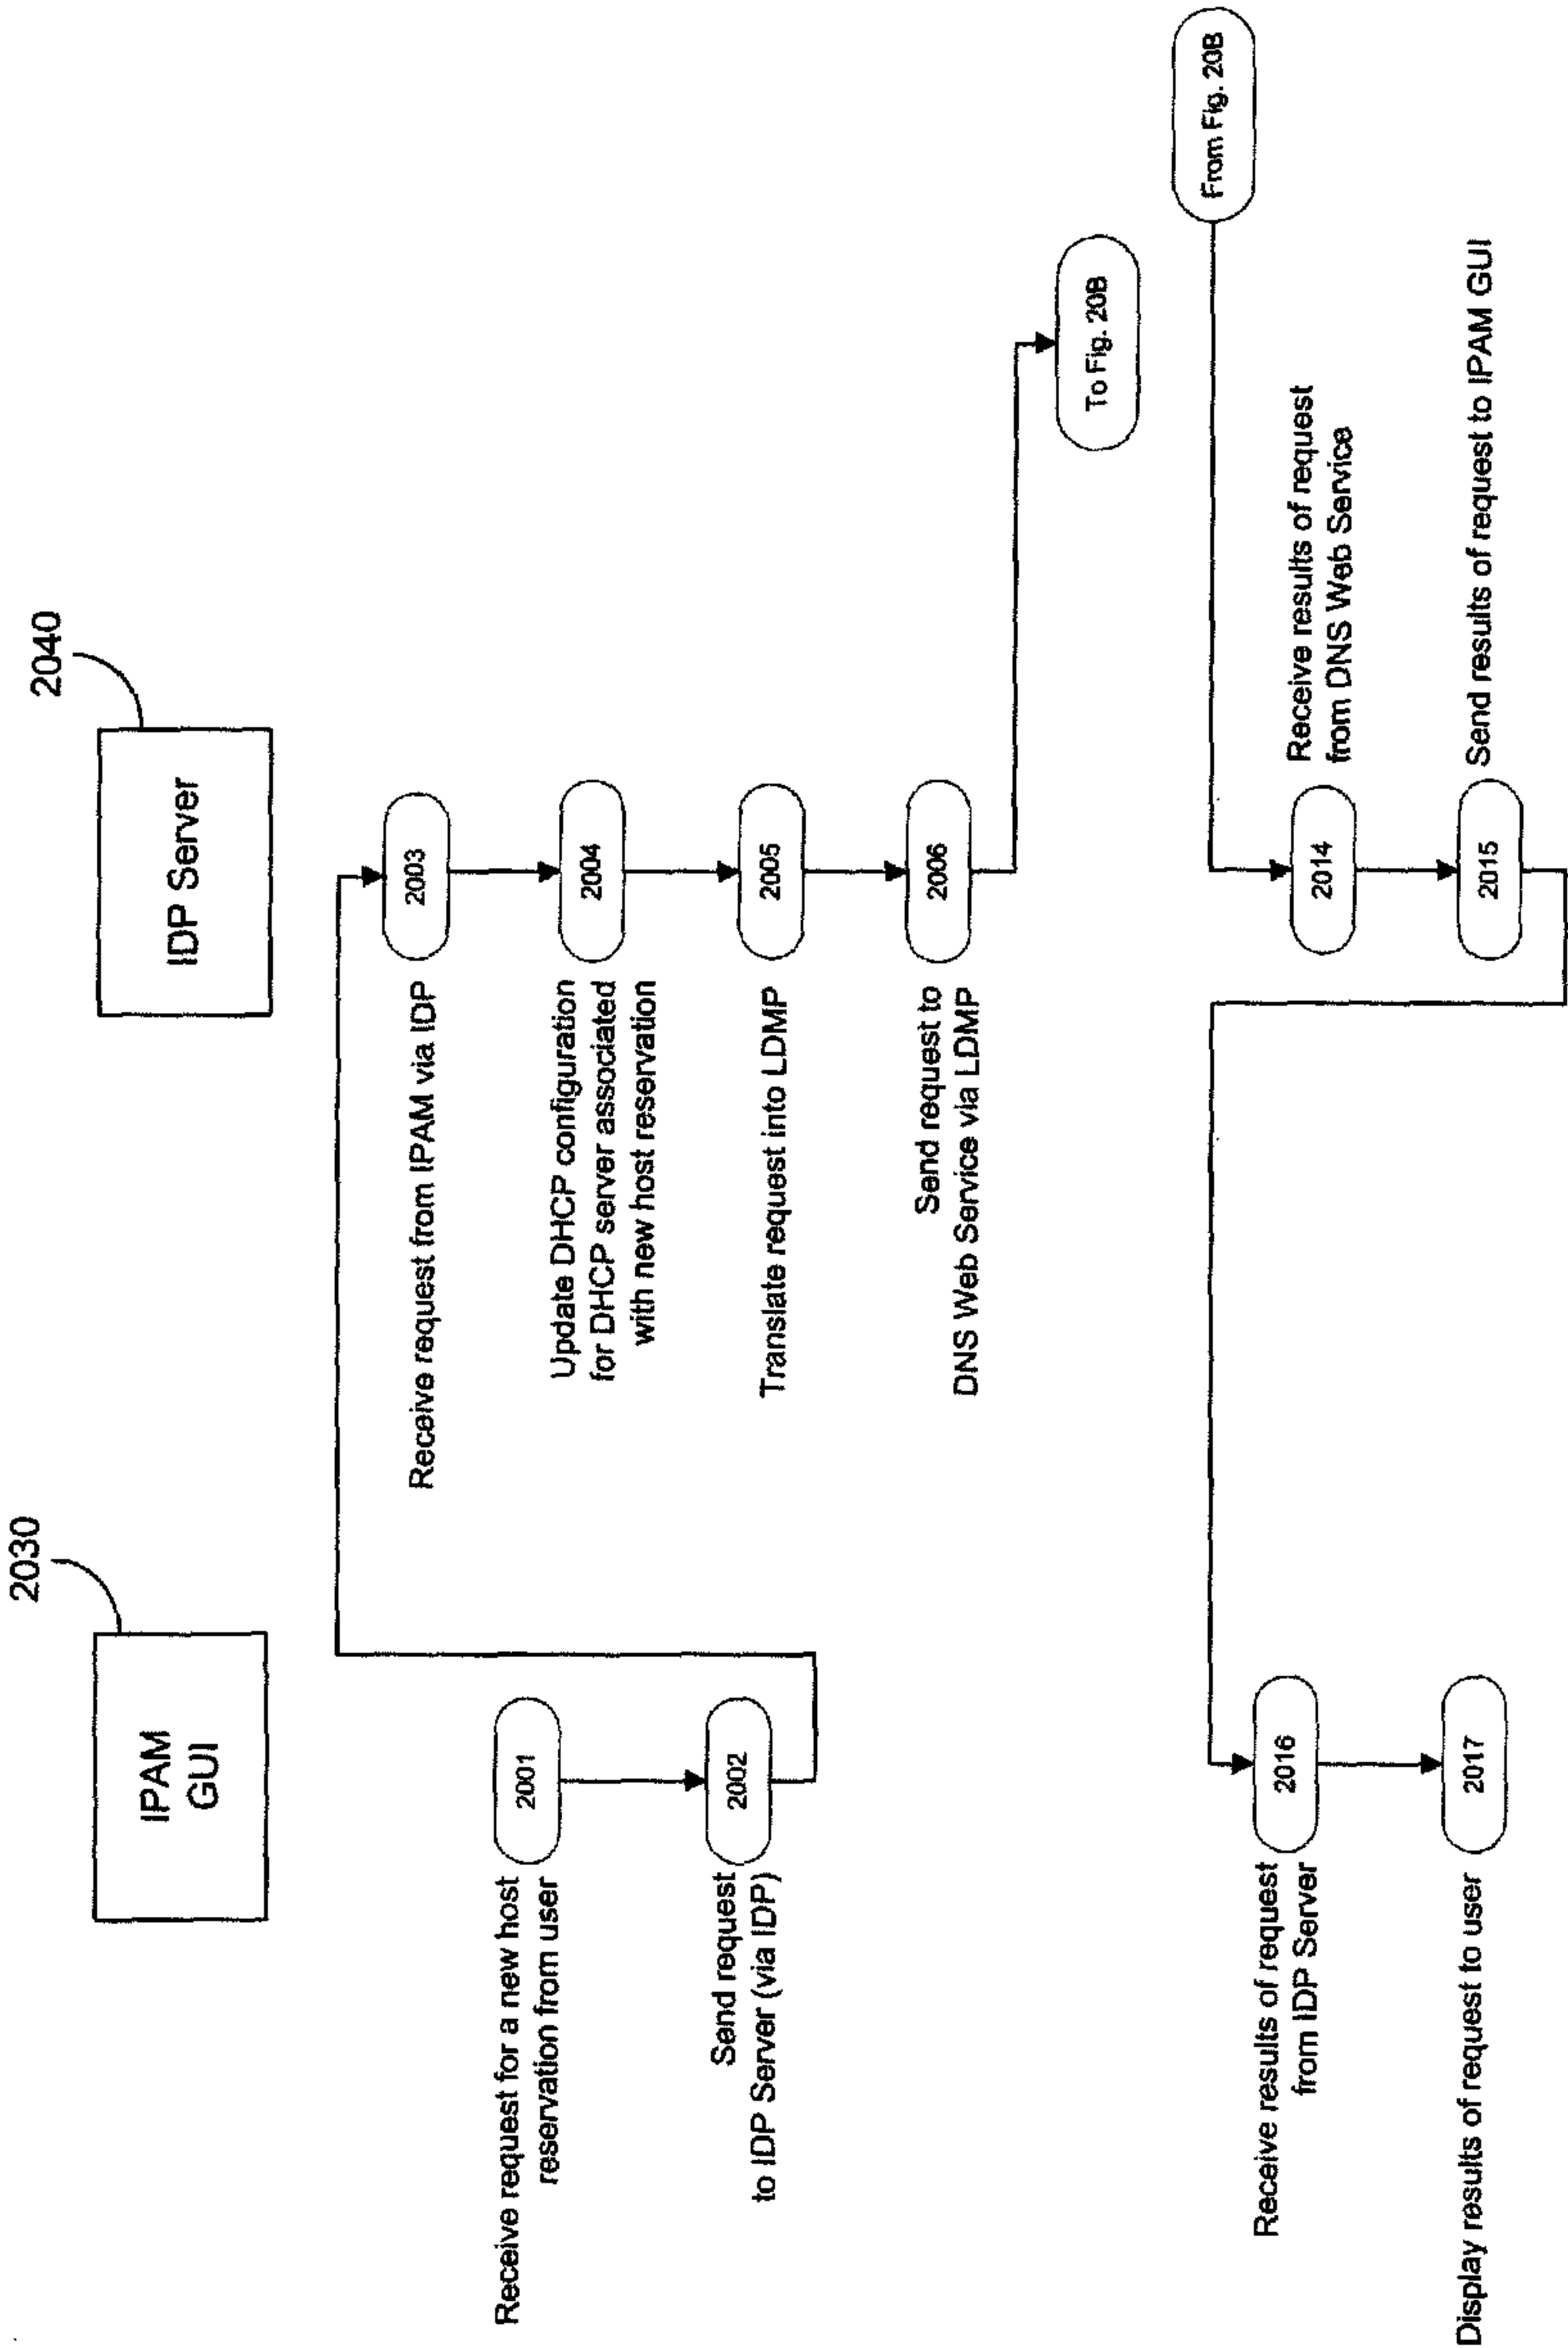 2030
IPAM
GUI
2040
IDP Server
Receive request for a new host
reservation from user
2001
Send request
to IDP Server (via IDP)
2002
Receive request from IPAM via IDP
2003
Update DHCP configuration
for DHCP server associated
with new host reservation
2004
Translate request into LDMP
2005
Send request to
DNS Web Service via LDMP
2006
To Fig. 20B
From Fig. 20B
Receive results of request
from DNS Web Service
2014
Send results of request to IPAM GUI
2015
Receive results of request
from IDP Server
2016
Display results of request to user
2017